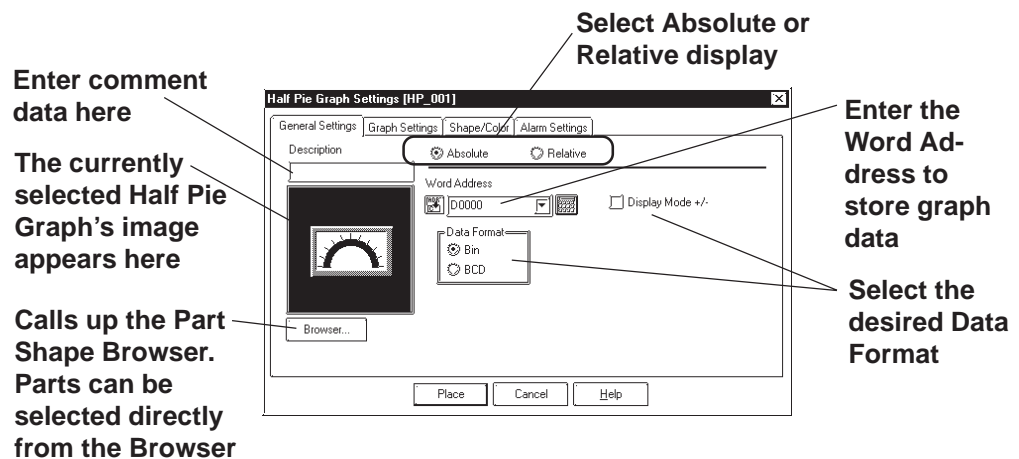 Select Absolute or
Relative display
Enter comment
data here
The currently
selected Half Pie
Graph's image
appears here
Calls up the Part
Shape Browser.
Parts can be
selected directly
from the Browser
Half Pie Graph Settings [HP_001]
General Settings
Graph Settings
Shape/Color
Alarm Settings
Description
Absolute
Relative
Word Address
D0000
Display Mode +/-
Data Format
Bin
BCD
Browser...
Place
Cancel
Help
Enter the
Word Ad-
dress to
store graph
data
Select the
desired Data
Format